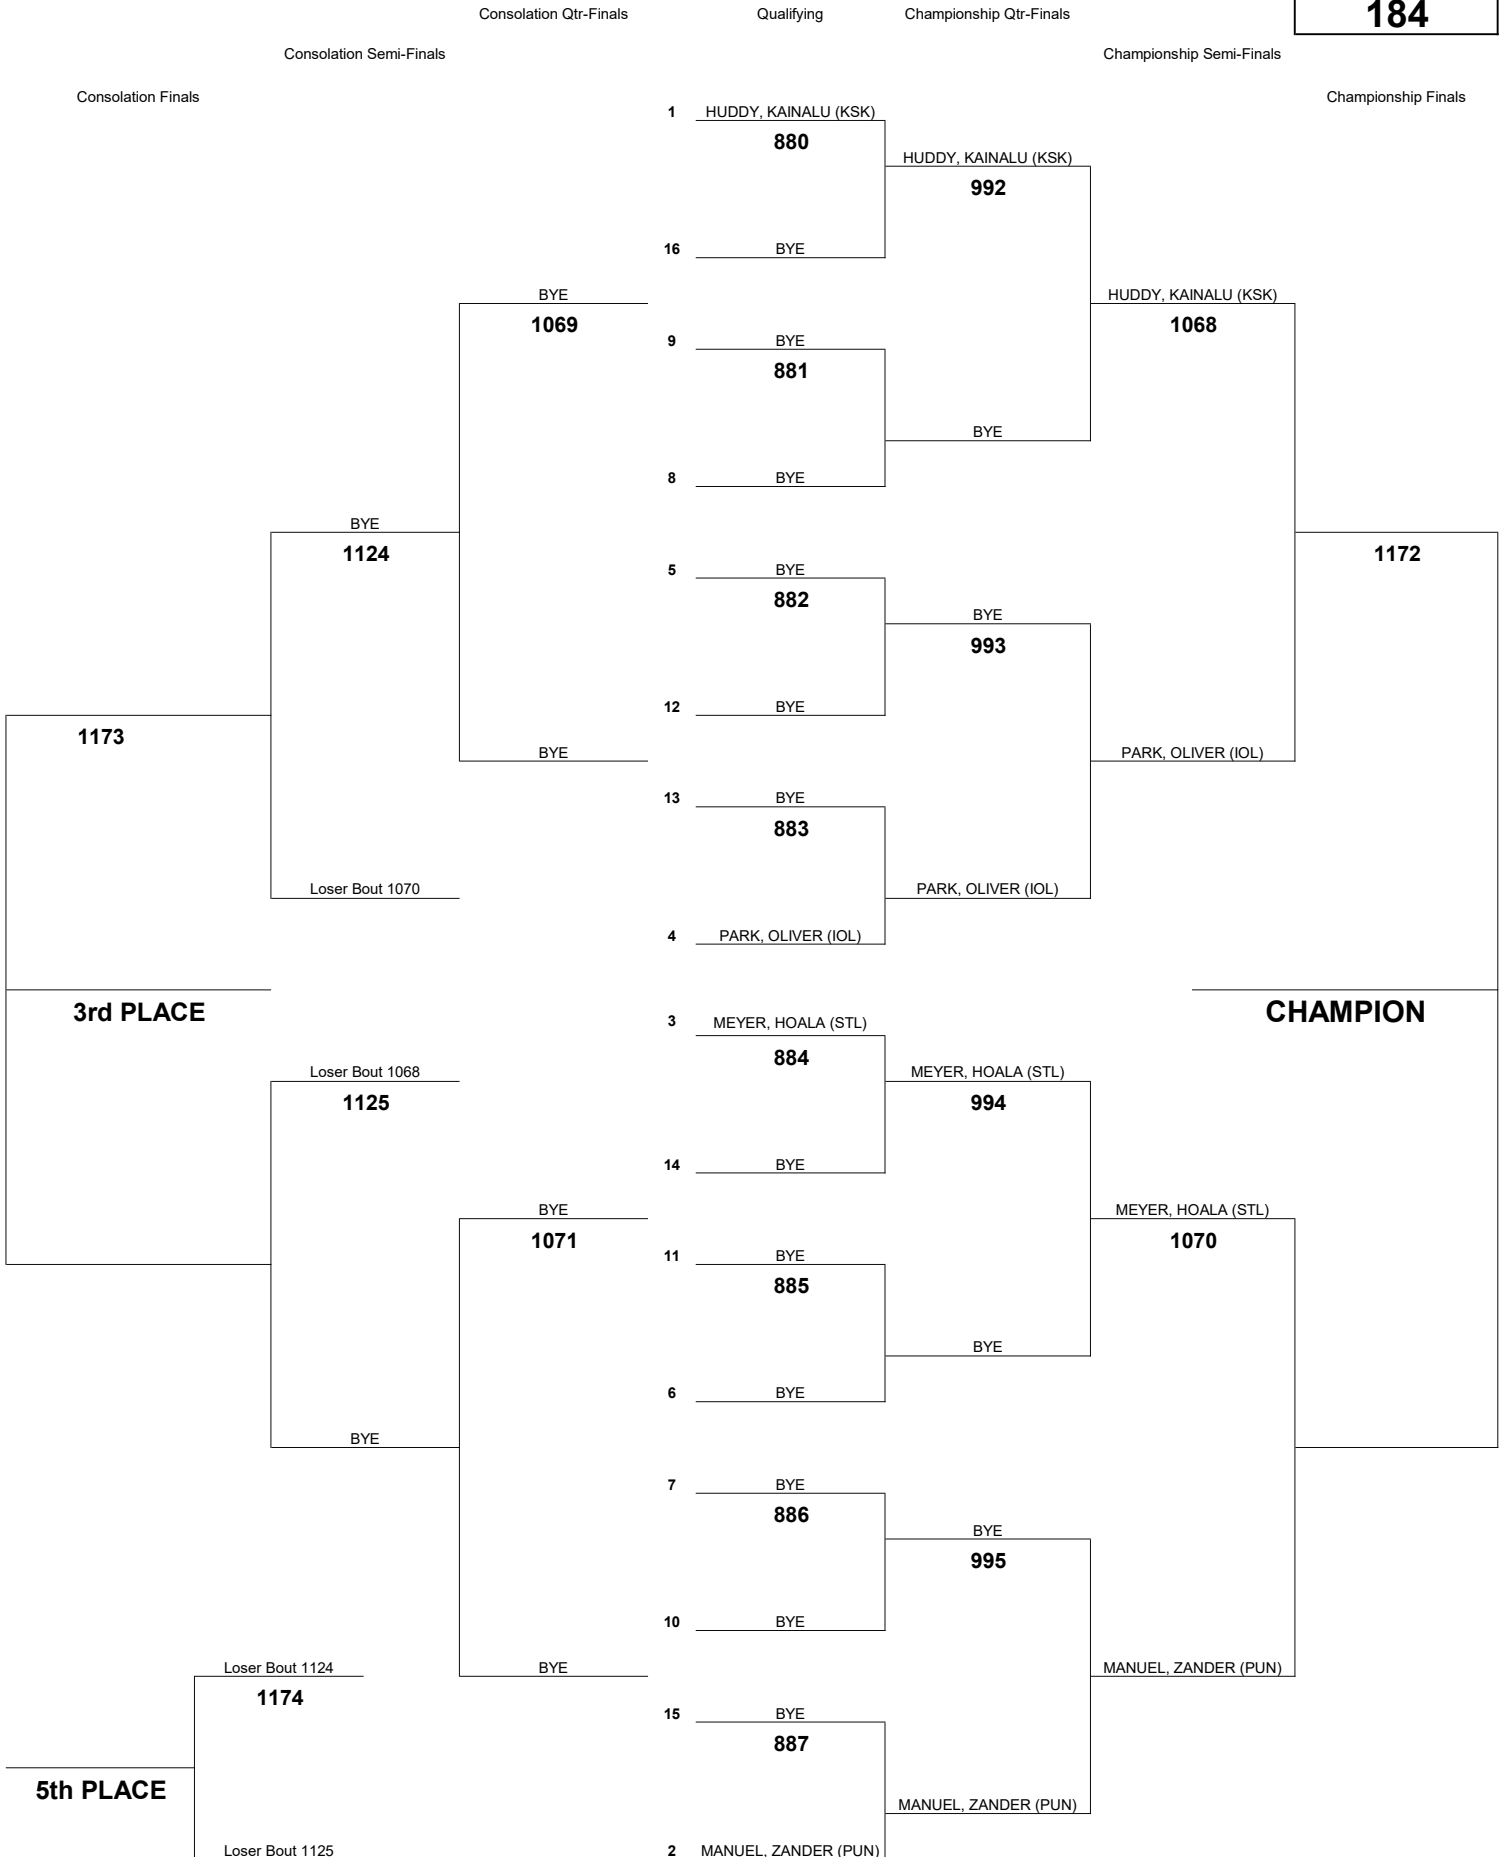 Consolation Qtr-Finals Qualifying Championship Qtr-Finals 184
Consolation Semi-Finals Championship Semi-Finals
Consolation Finals Championship Finals
1 HUDDY, KAINALU (KSK)
880
HUDDY, KAINALU (KSK)
992
16 BYE
BYE HUDDY, KAINALU (KSK)
1069 1068
9 BYE
881
BYE
8 BYE
BYE
1124 1172
5 BYE
882
BYE
993
12 BYE
1173
BYE PARK, OLIVER (IOL)
13 BYE
883
Loser Bout 1070 PARK, OLIVER (IOL)
4 PARK, OLIVER (IOL)
3rd PLACE CHAMPION
3 MEYER, HOALA (STL)
884
Loser Bout 1068 MEYER, HOALA (STL)
1125 994
14 BYE
BYE MEYER, HOALA (STL)
1071 1070
11 BYE
885
BYE
6 BYE
BYE
7 BYE
886
BYE
995
10 BYE
Loser Bout 1124 BYE MANUEL, ZANDER (PUN)
1174
15 BYE
887
5th PLACE
MANUEL, ZANDER (PUN)
Loser Bout 1125 2 MANUEL, ZANDER (PUN)